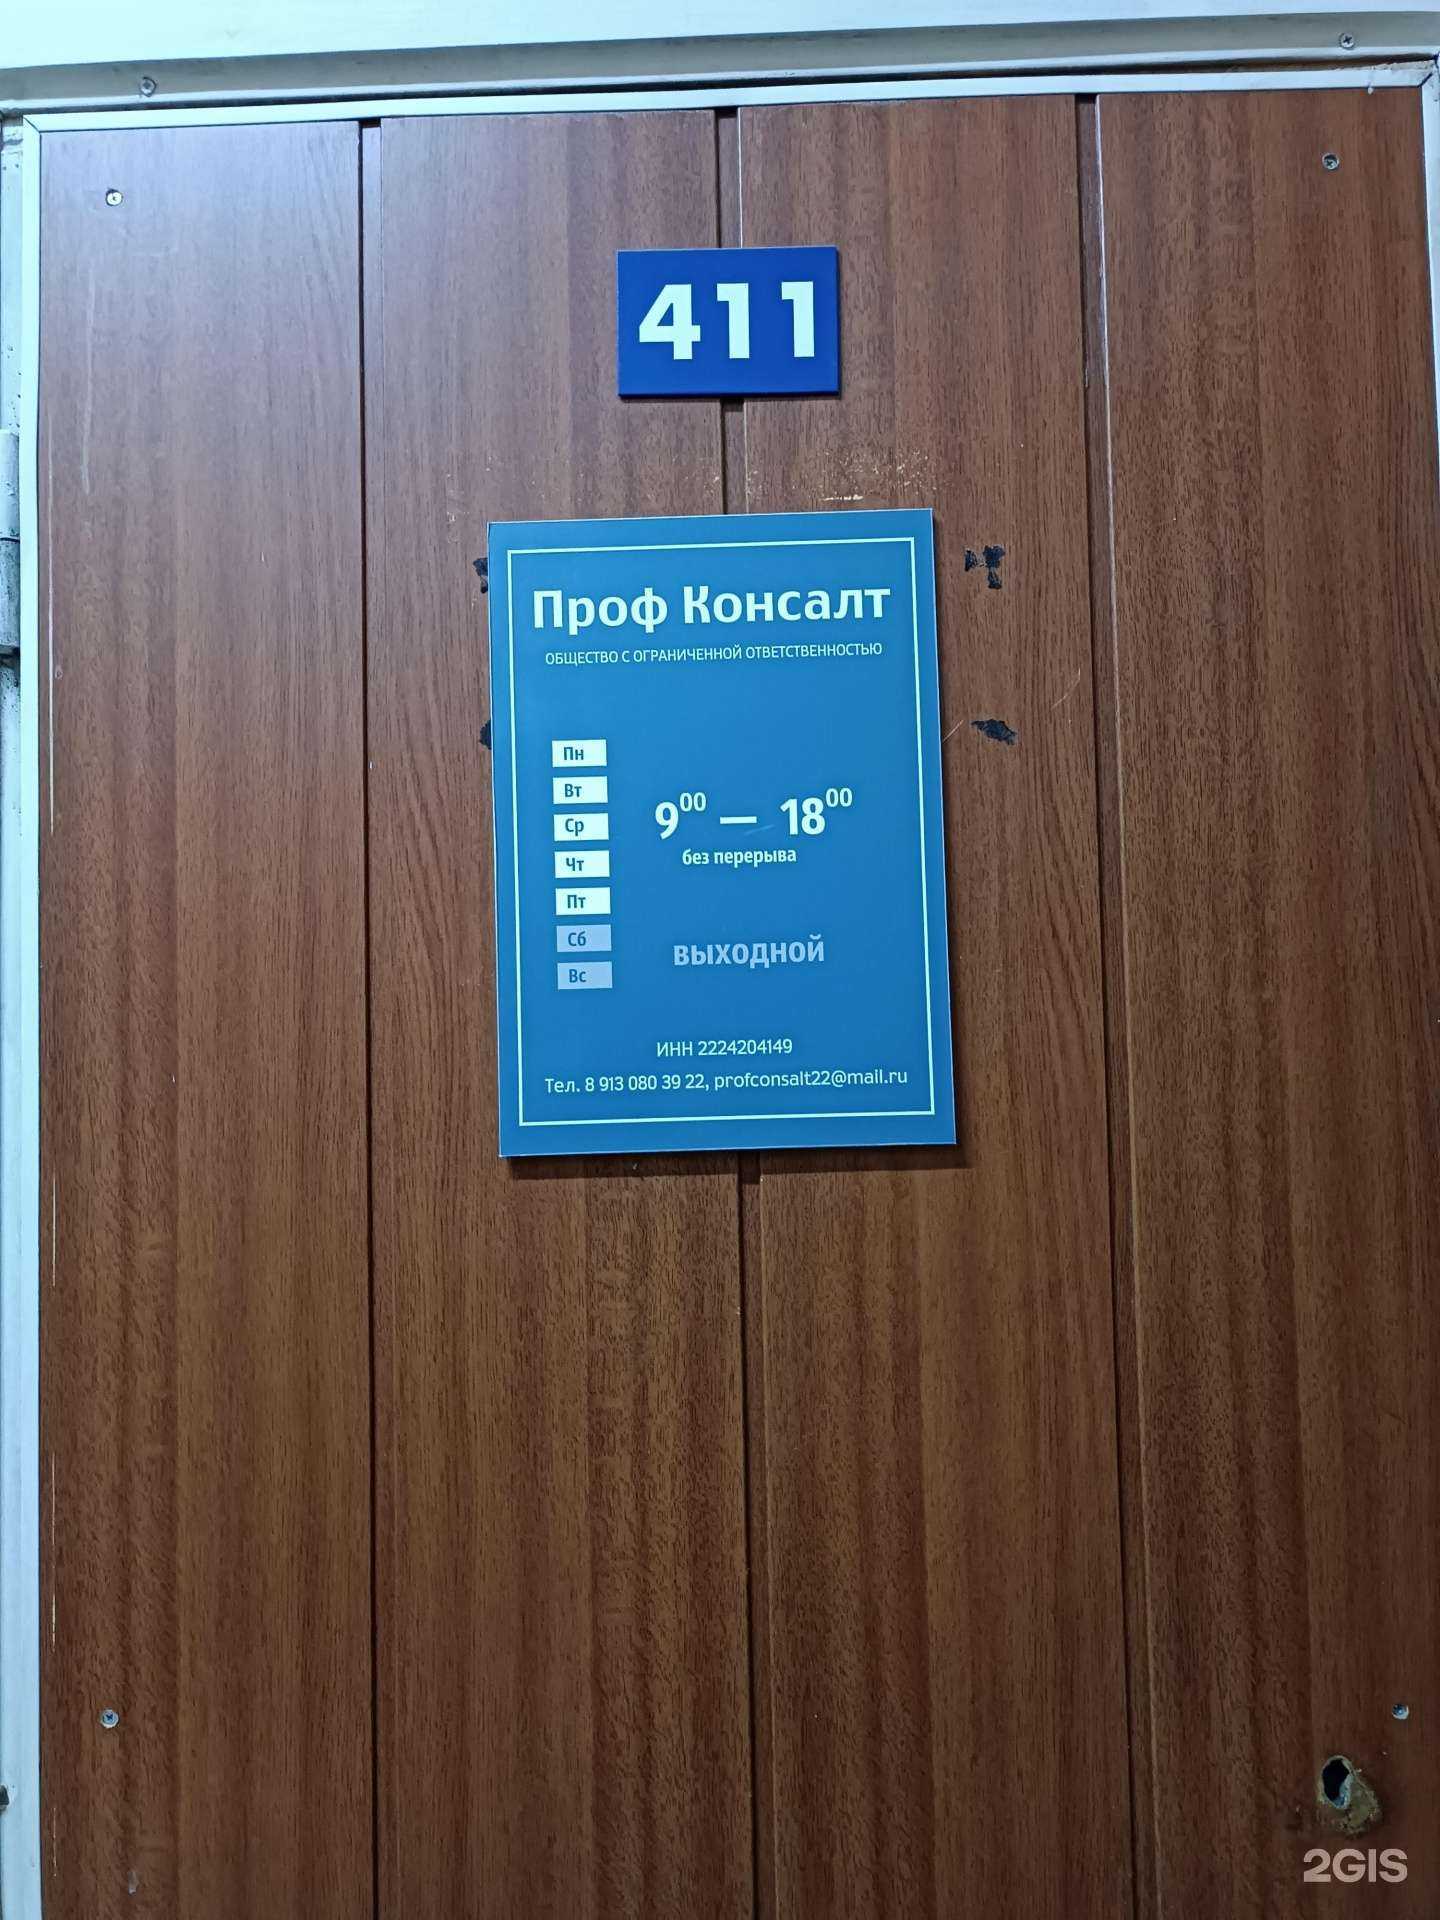 411
Проф Консалт
ОБЩЕСТВО С ОГРАНИЧЕННОЙ ОТВЕТСТВЕННОСТЬЮ
Пн
Вт
Ср
Чт
Пт
9⁰⁰ — 18⁰⁰
без перерыва
Сб
Вс
выходной
ИНН 2224204149
Тел. 8 913 080 39 22, profconsalt22@mail.ru
2GIS